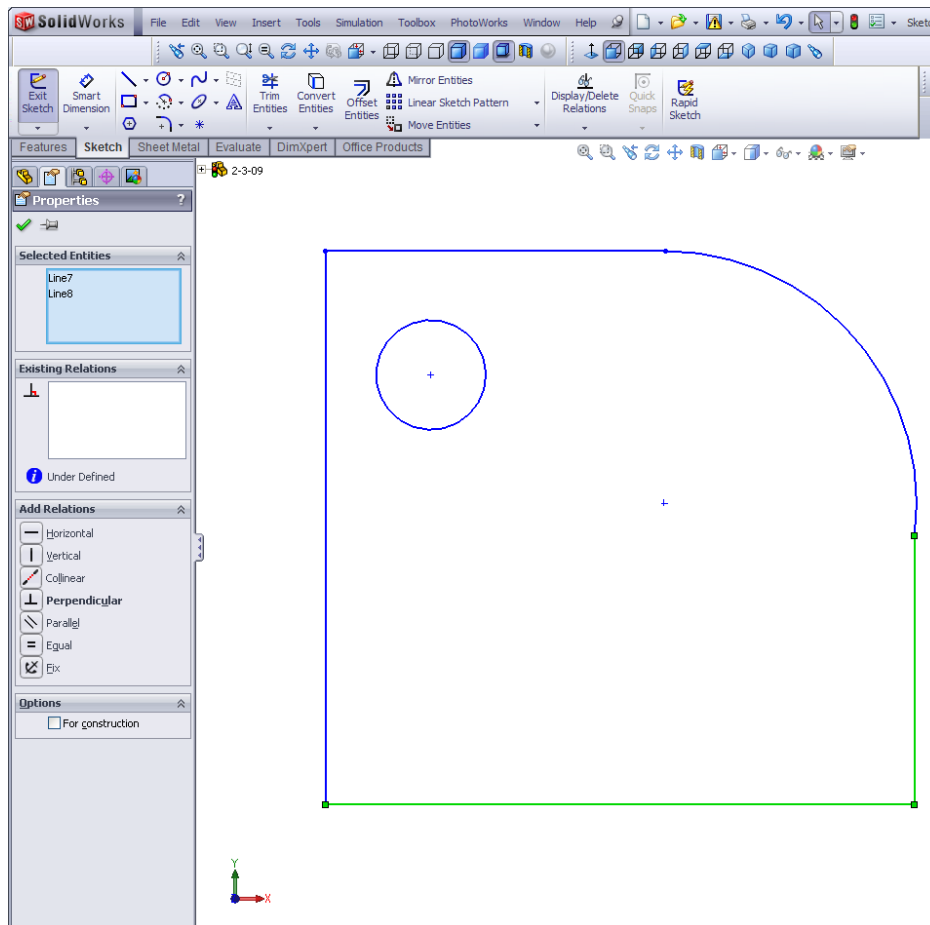 SolidWorks File Edit View Insert Tools Simulation Toolbox PhotoWorks Window Help
Exit Sketch
Smart Dimension
Trim Entities
Convert Entities
Offset Entities
Mirror Entities
Linear Sketch Pattern
Move Entities
Display/Delete Relations
Quick Snaps
Rapid Sketch
Features Sketch Sheet Metal Evaluate DimXpert Office Products
2-3-09
Properties ?
Selected Entities
Line7
Line8
Existing Relations
Under Defined
Add Relations
Horizontal
Vertical
Collinear
Perpendicular
Parallel
Equal
Fix
Options
For construction
Y
X